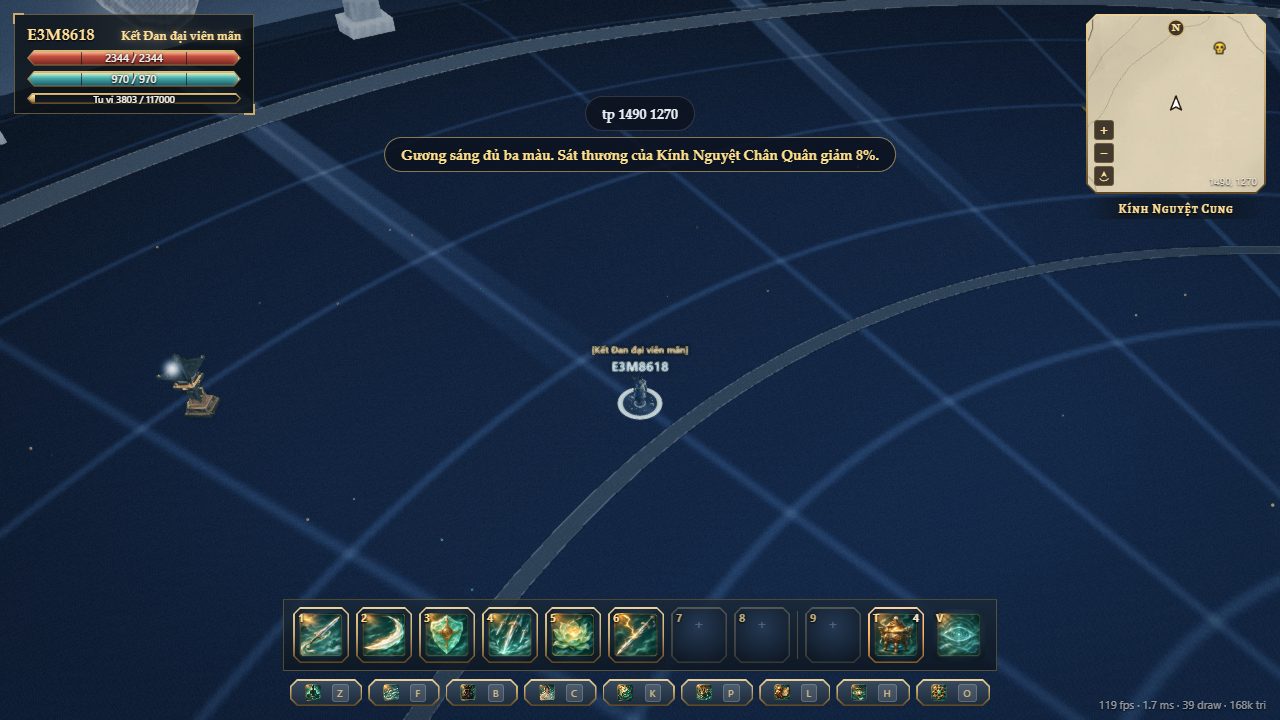 E3M8618 Kết Đan đại viên mãn
2344 / 2344
970 / 970
Tu vi 3803 / 117000
tp 1490 1270
Gương sáng đủ ba màu. Sát thương của Kính Nguyệt Chân Quân giảm 8%.
N
+
−
1490, 1270
Kính Nguyệt Cung
[Kết Đan đại viên mãn]
E3M8618
1 2 3 4 5 6 7 + 8 + 9 + T 4 V
Z F B C K P L H O
119 fps · 1.7 ms · 39 draw · 168k tri